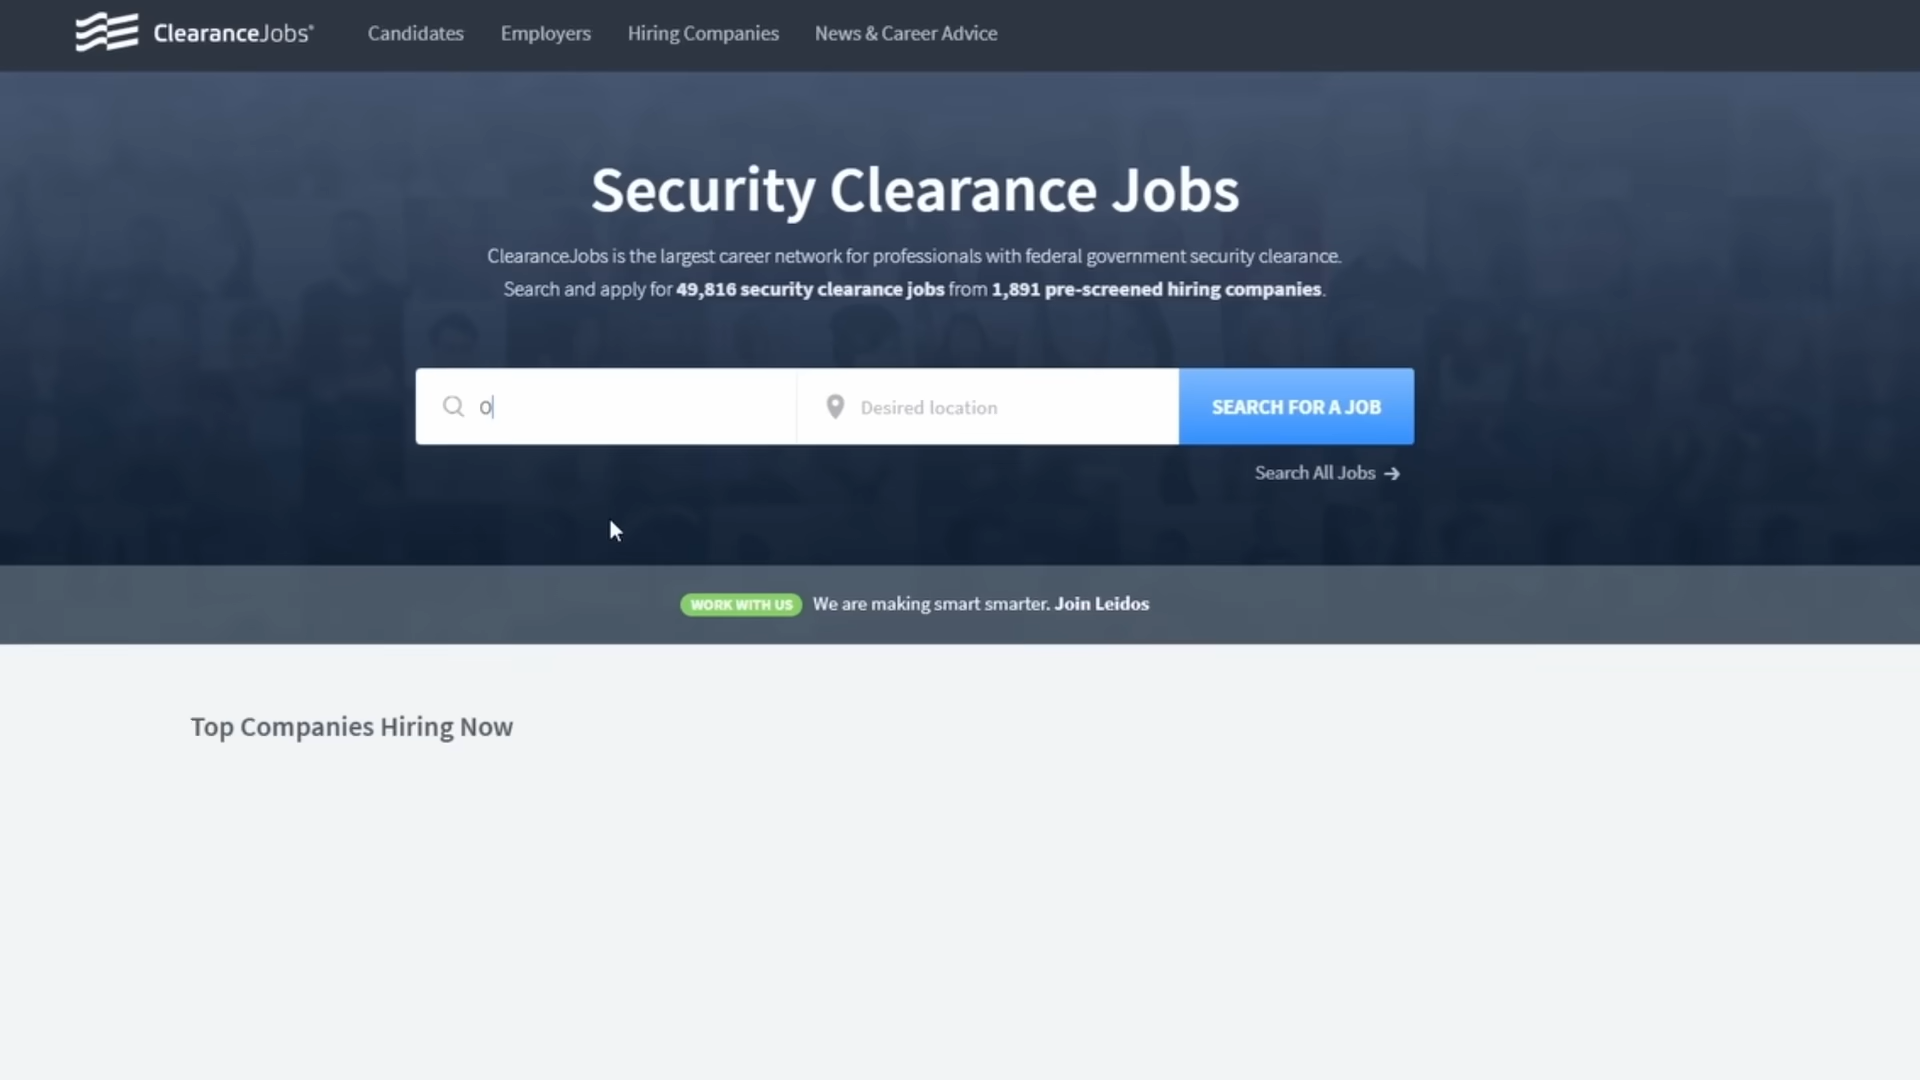 ClearanceJobs®
Candidates
Employers
Hiring Companies
News & Career Advice
Security Clearance Jobs
ClearanceJobs is the largest career network for professionals with federal government security clearance.
Search and apply for 49,816 security clearance jobs from 1,891 pre-screened hiring companies.
O
Desired location
SEARCH FOR A JOB
Search All Jobs →
WORK WITH US We are making smart smarter. Join Leidos
Top Companies Hiring Now